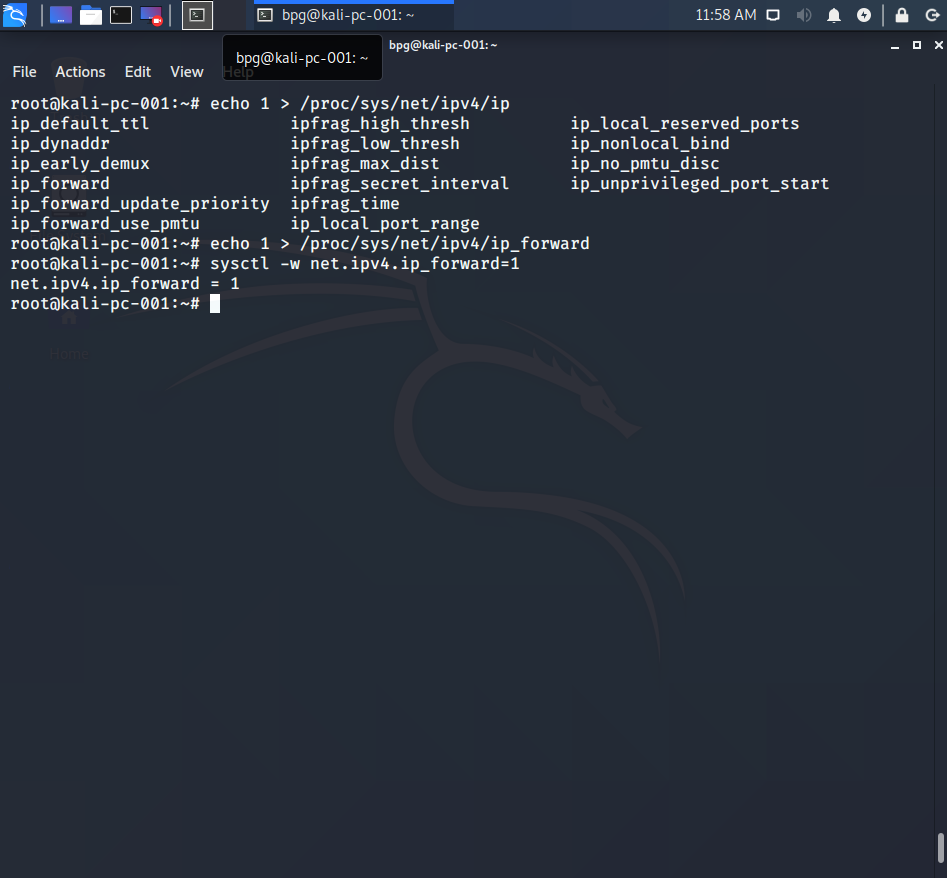 bpg@kali-pc-001: ~
11:58 AM
bpg@kali-pc-001: ~
bpg@kali-pc-001: ~
File Actions Edit View Help
root@kali-pc-001:~# echo 1 > /proc/sys/net/ipv4/ip
ip_default_ttl ipfrag_high_thresh ip_local_reserved_ports
ip_dynaddr ipfrag_low_thresh ip_nonlocal_bind
ip_early_demux ipfrag_max_dist ip_no_pmtu_disc
ip_forward ipfrag_secret_interval ip_unprivileged_port_start
ip_forward_update_priority ipfrag_time
ip_forward_use_pmtu ip_local_port_range
root@kali-pc-001:~# echo 1 > /proc/sys/net/ipv4/ip_forward
root@kali-pc-001:~# sysctl -w net.ipv4.ip_forward=1
net.ipv4.ip_forward = 1
root@kali-pc-001:~#
Home